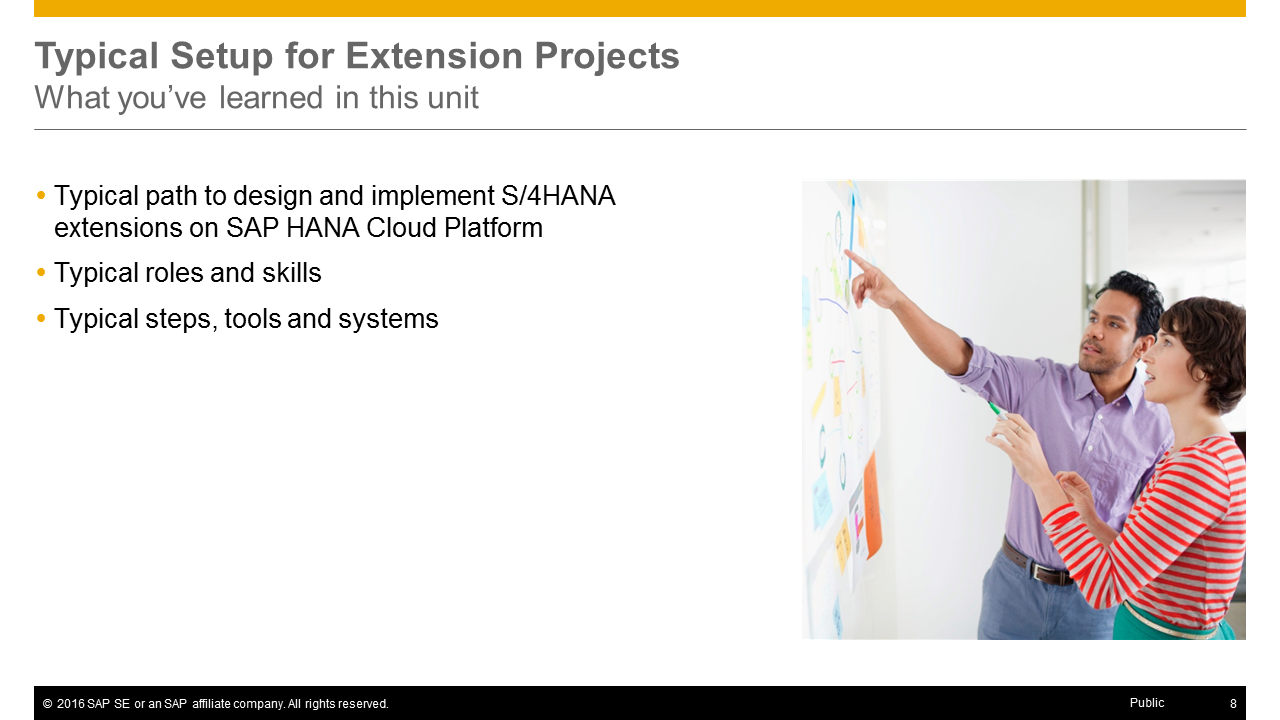 Typical Setup for Extension Projects
What you’ve learned in this unit
• Typical path to design and implement S/4HANA
extensions on SAP HANA Cloud Platform
• Typical roles and skills
• Typical steps, tools and systems
© 2016 SAP SE or an SAP affiliate company. All rights reserved.
Public
8